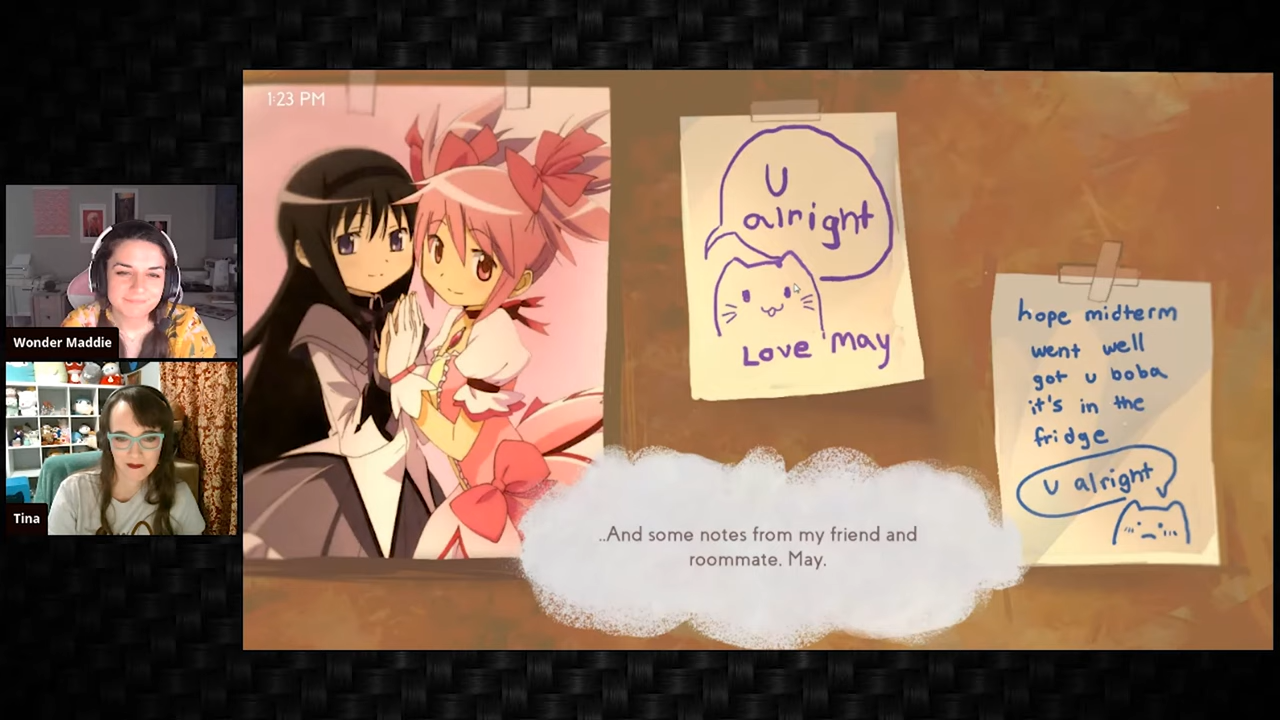 1:23 PM
U
alright
Love May
hope midterm
went well
got u boba
it's in the
fridge
U alright
..And some notes from my friend and
roommate. May.
Wonder Maddie
Tina